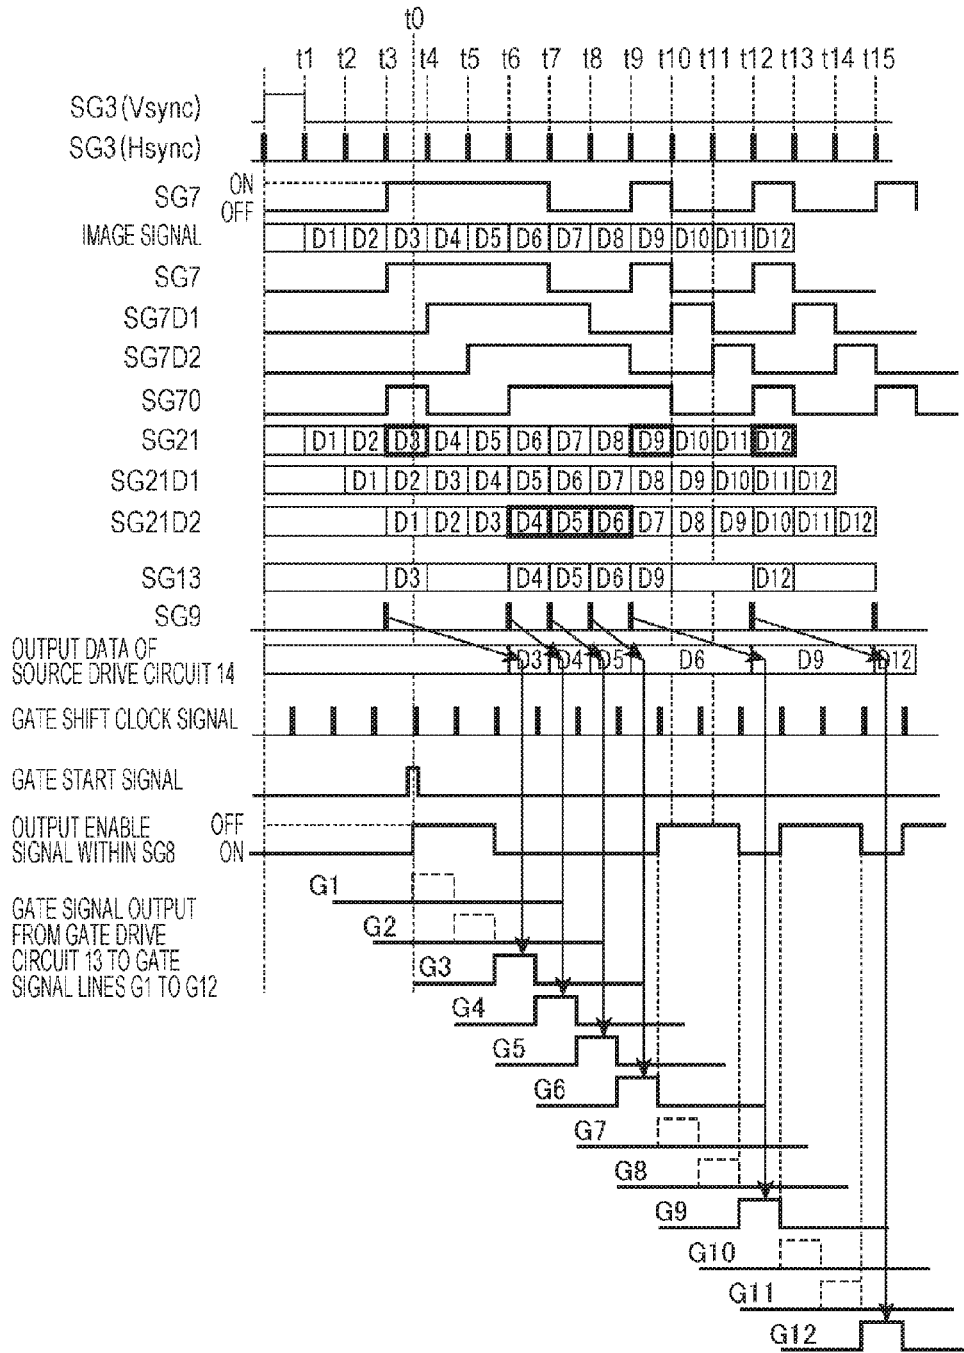 t0
t1 t2 t3 t4 t5 t6 t7 t8 t9 t10 t11 t12 t13 t14 t15
SG3(Vsync)
SG3(Hsync)
SG7 ON
OFF
IMAGE SIGNAL D1 D2 D3 D4 D5 D6 D7 D8 D9 D10 D11 D12
SG7
SG7D1
SG7D2
SG70
SG21 D1 D2 D3 D4 D5 D6 D7 D8 D9 D10 D11 D12
SG21D1 D1 D2 D3 D4 D5 D6 D7 D8 D9 D10 D11 D12
SG21D2 D1 D2 D3 D4 D5 D6 D7 D8 D9 D10 D11 D12
SG13 D3 D4 D5 D6 D9 D12
SG9
OUTPUT DATA OF
SOURCE DRIVE CIRCUIT 14 D3 D4 D5 D6 D9 D12
GATE SHIFT CLOCK SIGNAL
GATE START SIGNAL
OUTPUT ENABLE OFF
SIGNAL WITHIN SG8 ON
GATE SIGNAL OUTPUT
FROM GATE DRIVE
CIRCUIT 13 TO GATE
SIGNAL LINES G1 TO G12
G1
G2
G3
G4
G5
G6
G7
G8
G9
G10
G11
G12